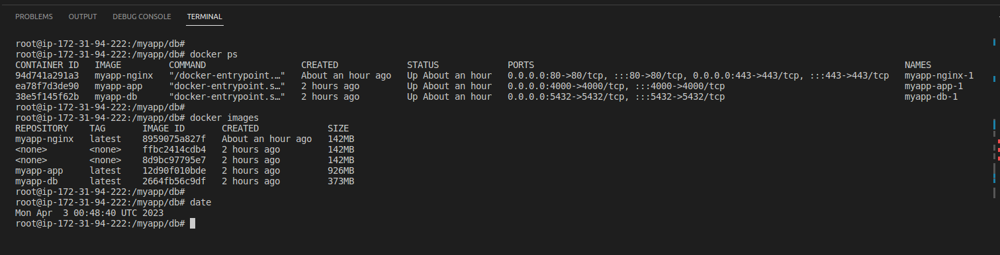 PROBLEMS OUTPUT DEBUG CONSOLE TERMINAL
root@ip-172-31-94-222:/myapp/db#
root@ip-172-31-94-222:/myapp/db# docker ps
CONTAINER ID   IMAGE         COMMAND                  CREATED             STATUS             PORTS                                                                      NAMES
94d741a291a3   myapp-nginx   "/docker-entrypoint.…"   About an hour ago   Up About an hour   0.0.0.0:80->80/tcp, :::80->80/tcp, 0.0.0.0:443->443/tcp, :::443->443/tcp   myapp-nginx-1
ea78f7d3de90   myapp-app     "docker-entrypoint.s…"   2 hours ago         Up About an hour   0.0.0.0:4000->4000/tcp, :::4000->4000/tcp                                  myapp-app-1
38e5f145f62b   myapp-db      "docker-entrypoint.s…"   2 hours ago         Up About an hour   0.0.0.0:5432->5432/tcp, :::5432->5432/tcp                                  myapp-db-1
root@ip-172-31-94-222:/myapp/db#
root@ip-172-31-94-222:/myapp/db# docker images
REPOSITORY    TAG       IMAGE ID       CREATED             SIZE
myapp-nginx   latest    8959075a827f   About an hour ago   142MB
<none>        <none>    ffbc2414cdb4   2 hours ago         142MB
<none>        <none>    8d9bc97795e7   2 hours ago         142MB
myapp-app     latest    12d90f010bde   2 hours ago         926MB
myapp-db      latest    2664fb56c9df   2 hours ago         373MB
root@ip-172-31-94-222:/myapp/db#
root@ip-172-31-94-222:/myapp/db# date
Mon Apr  3 00:48:40 UTC 2023
root@ip-172-31-94-222:/myapp/db#